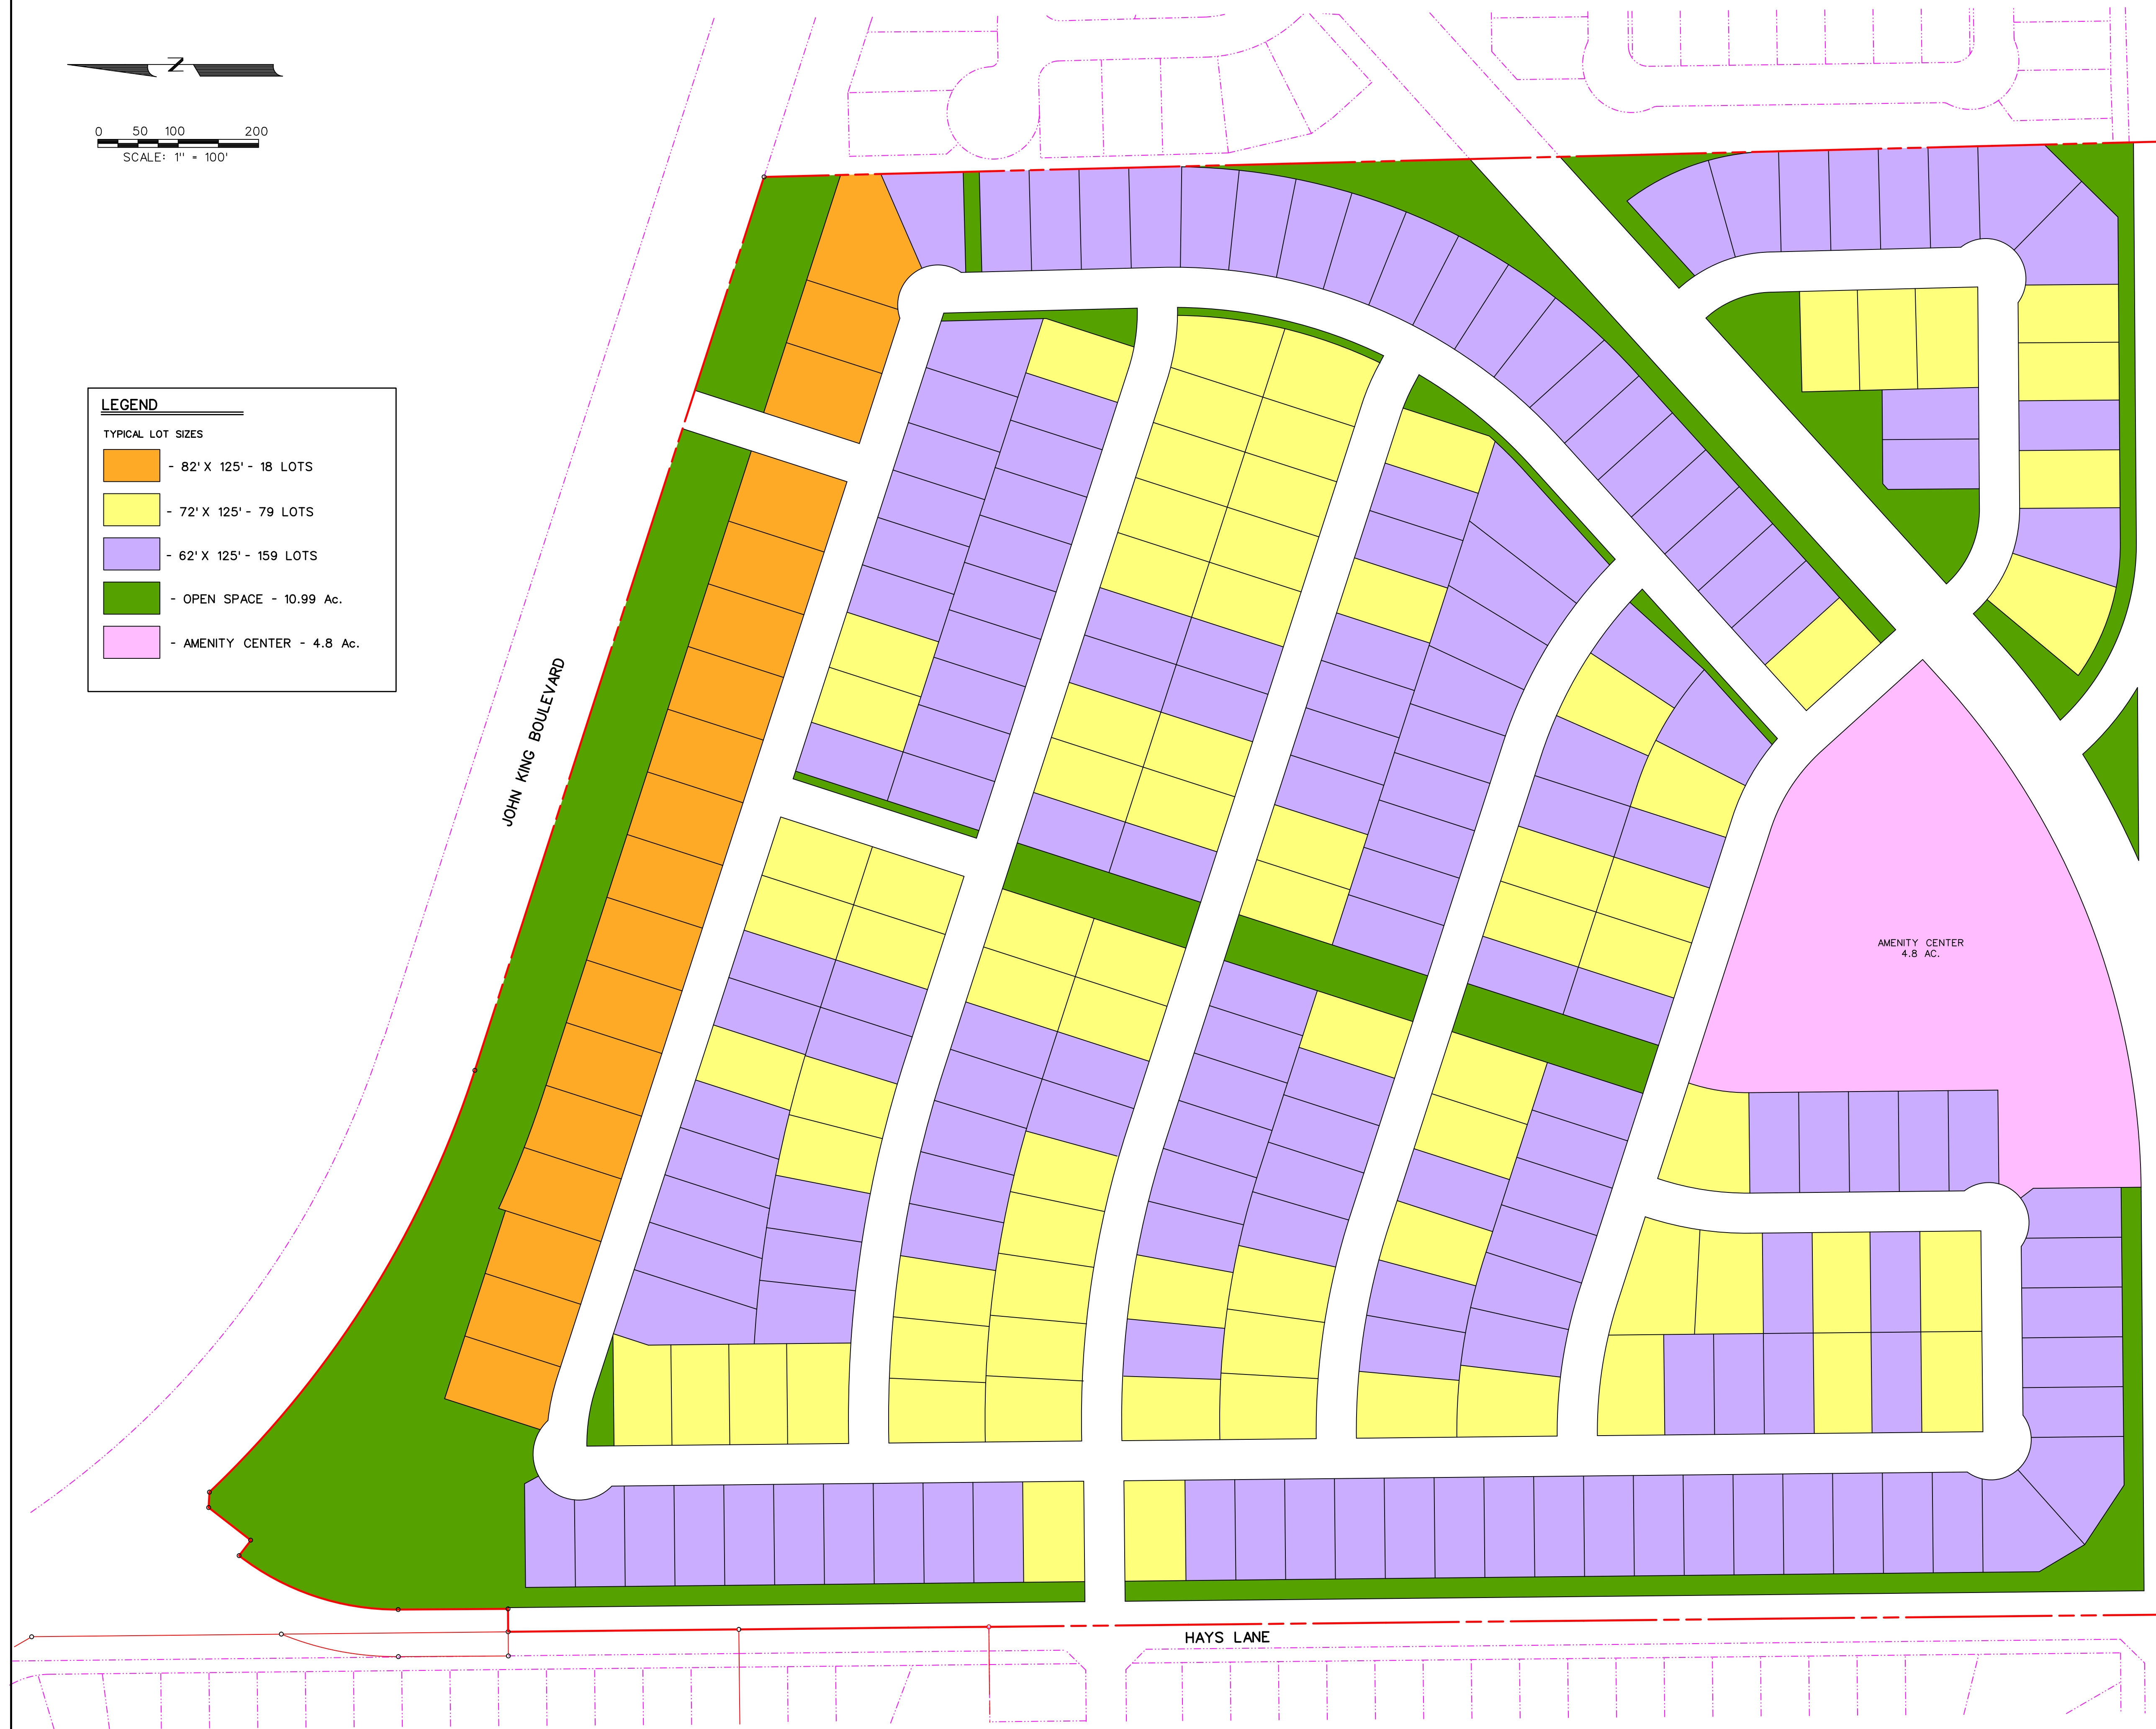 N
0 50 100 200
SCALE: 1" = 100'
LEGEND
TYPICAL LOT SIZES
- 82' X 125' - 18 LOTS
- 72' X 125' - 79 LOTS
- 62' X 125' - 159 LOTS
- OPEN SPACE - 10.99 Ac.
- AMENITY CENTER - 4.8 Ac.
JOHN KING BOULEVARD
AMENITY CENTER
4.8 AC.
HAYS LANE